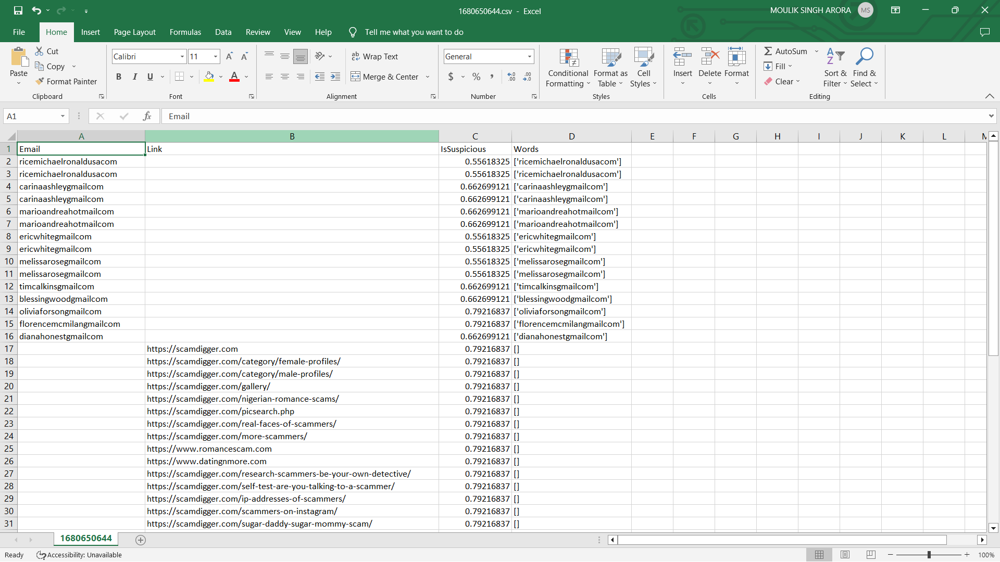 1680650644.csv - Excel
MOULIK SINGH ARORA MS
File Home Insert Page Layout Formulas Data Review View Help Tell me what you want to do
Paste
Cut
Copy
Format Painter
Clipboard
Calibri 11
B I U
Font
Wrap Text
Merge & Center
Alignment
General
$ % ,
Number
Conditional Formatting
Format as Table
Cell Styles
Styles
Insert Delete Format
Cells
AutoSum
Fill
Clear
Sort & Filter
Find & Select
Editing
A1 fx Email
A B C D E F G H I J K L M
1 Email Link IsSuspicious Words
2 ricemichaelronaldusacom 0.55618325 ['ricemichaelronaldusacom']
3 ricemichaelronaldusacom 0.55618325 ['ricemichaelronaldusacom']
4 carinaashleygmailcom 0.662699121 ['carinaashleygmailcom']
5 carinaashleygmailcom 0.662699121 ['carinaashleygmailcom']
6 marioandreahotmailcom 0.662699121 ['marioandreahotmailcom']
7 marioandreahotmailcom 0.662699121 ['marioandreahotmailcom']
8 ericwhitegmailcom 0.55618325 ['ericwhitegmailcom']
9 ericwhitegmailcom 0.55618325 ['ericwhitegmailcom']
10 melissarosegmailcom 0.55618325 ['melissarosegmailcom']
11 melissarosegmailcom 0.55618325 ['melissarosegmailcom']
12 timcalkinsgmailcom 0.662699121 ['timcalkinsgmailcom']
13 blessingwoodgmailcom 0.662699121 ['blessingwoodgmailcom']
14 oliviaforsongmailcom 0.79216837 ['oliviaforsongmailcom']
15 florencemcmilangmailcom 0.79216837 ['florencemcmilangmailcom']
16 dianahonestgmailcom 0.662699121 ['dianahonestgmailcom']
17 https://scamdigger.com 0.79216837 []
18 https://scamdigger.com/category/female-profiles/ 0.79216837 []
19 https://scamdigger.com/category/male-profiles/ 0.79216837 []
20 https://scamdigger.com/gallery/ 0.79216837 []
21 https://scamdigger.com/nigerian-romance-scams/ 0.79216837 []
22 https://scamdigger.com/picsearch.php 0.79216837 []
23 https://scamdigger.com/real-faces-of-scammers/ 0.79216837 []
24 https://scamdigger.com/more-scammers/ 0.79216837 []
25 https://www.romancescam.com 0.79216837 []
26 https://www.datingnmore.com 0.79216837 []
27 https://scamdigger.com/research-scammers-be-your-own-detective/ 0.79216837 []
28 https://scamdigger.com/self-test-are-you-talking-to-a-scammer/ 0.79216837 []
29 https://scamdigger.com/ip-addresses-of-scammers/ 0.79216837 []
30 https://scamdigger.com/scammers-on-instagram/ 0.79216837 []
31 https://scamdigger.com/sugar-daddy-sugar-mommy-scam/ 0.79216837 []
1680650644
Ready Accessibility: Unavailable 100%